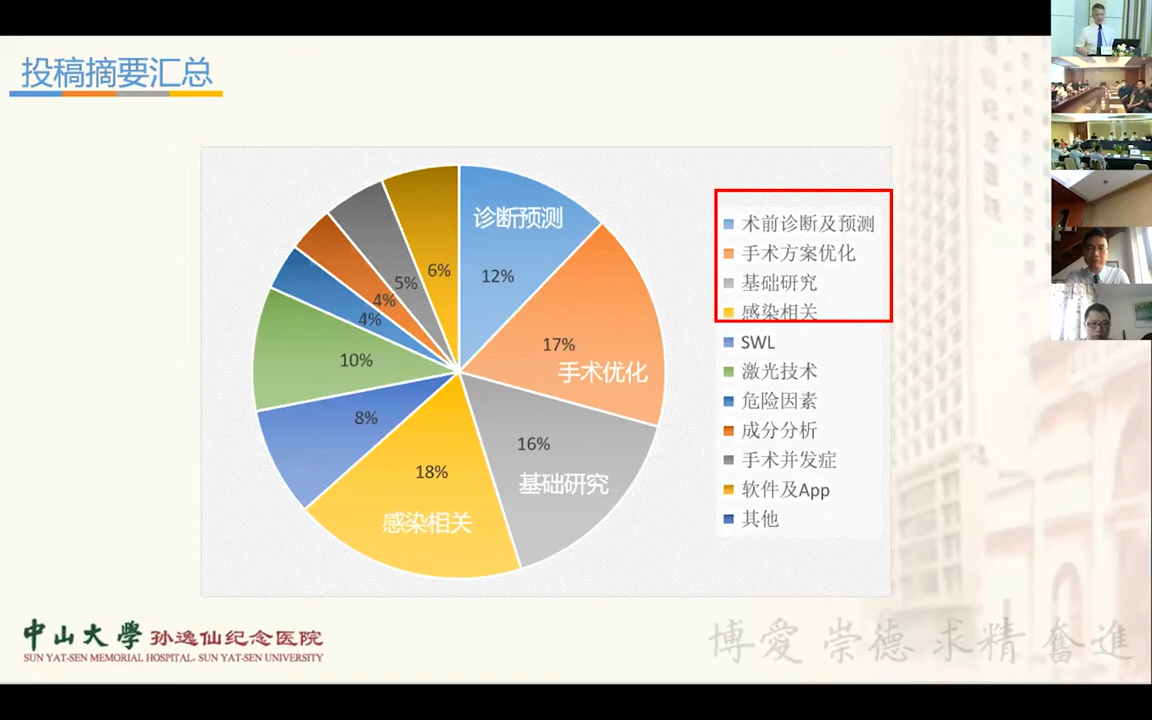 投稿摘要汇总
诊断预测
12%
17%
手术优化
16%
基础研究
18%
感染相关
8%
10%
4%
4%
5%
6%
术前诊断及预测
手术方案优化
基础研究
感染相关
SWL
激光技术
危险因素
成分分析
手术并发症
软件及App
其他
中山大學 孙逸仙纪念医院
SUN YAT-SEN MEMORIAL HOSPITAL, SUN YAT-SEN UNIVERSITY
博愛 崇德 求精 奮進